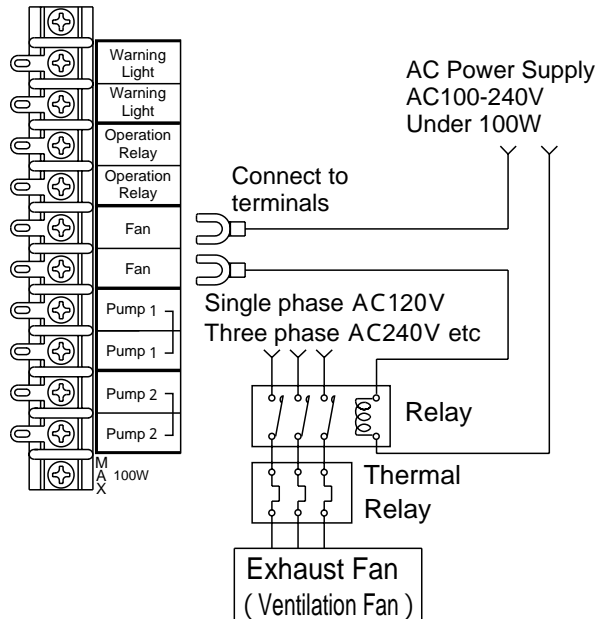 Warning
Light
Warning
Light
Operation
Relay
Operation
Relay
Fan
Fan
Pump 1
Pump 1
Pump 2
Pump 2
MAX 100W
AC Power Supply
AC100-240V
Under 100W
Connect to
terminals
Single phase AC120V
Three phase AC240V etc
Relay
Thermal
Relay
Exhaust Fan
( Ventilation Fan )